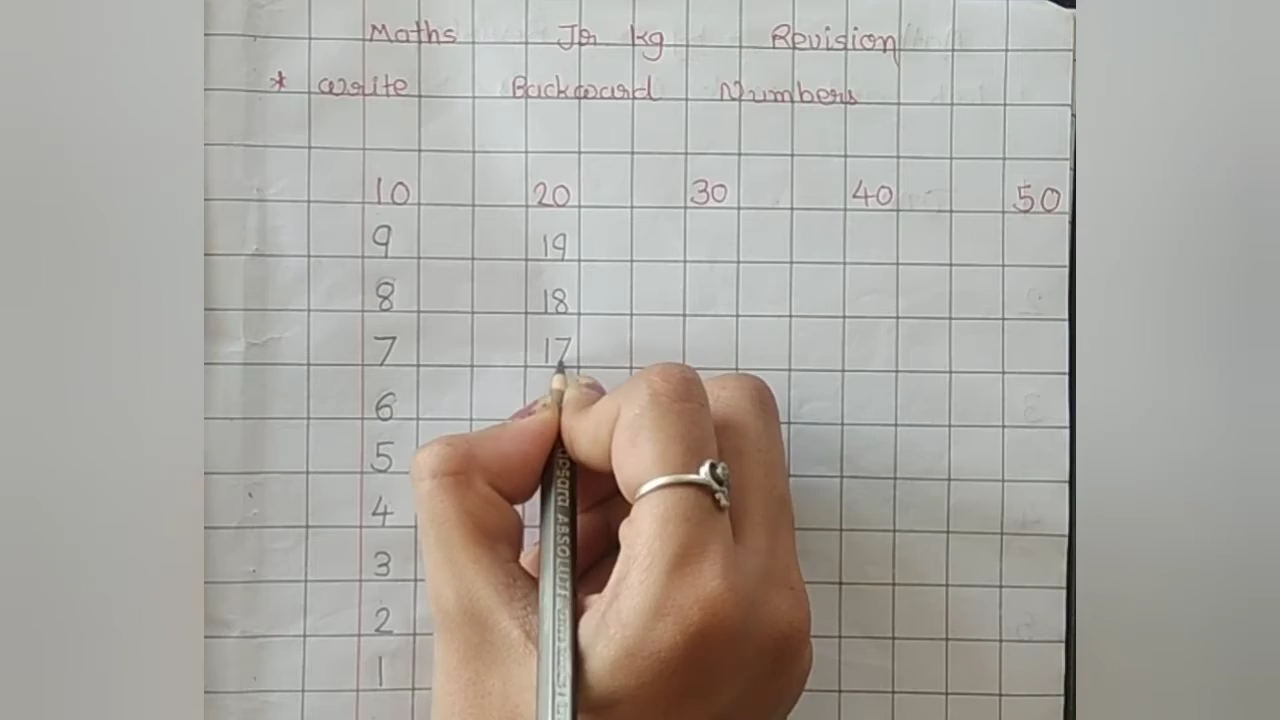 Maths Jr kg Revision
* write Backward Numbers
10 20 30 40 50
9 19
8 18
7 17
6
5
4
3
2
1
apsara ABSOLUTE